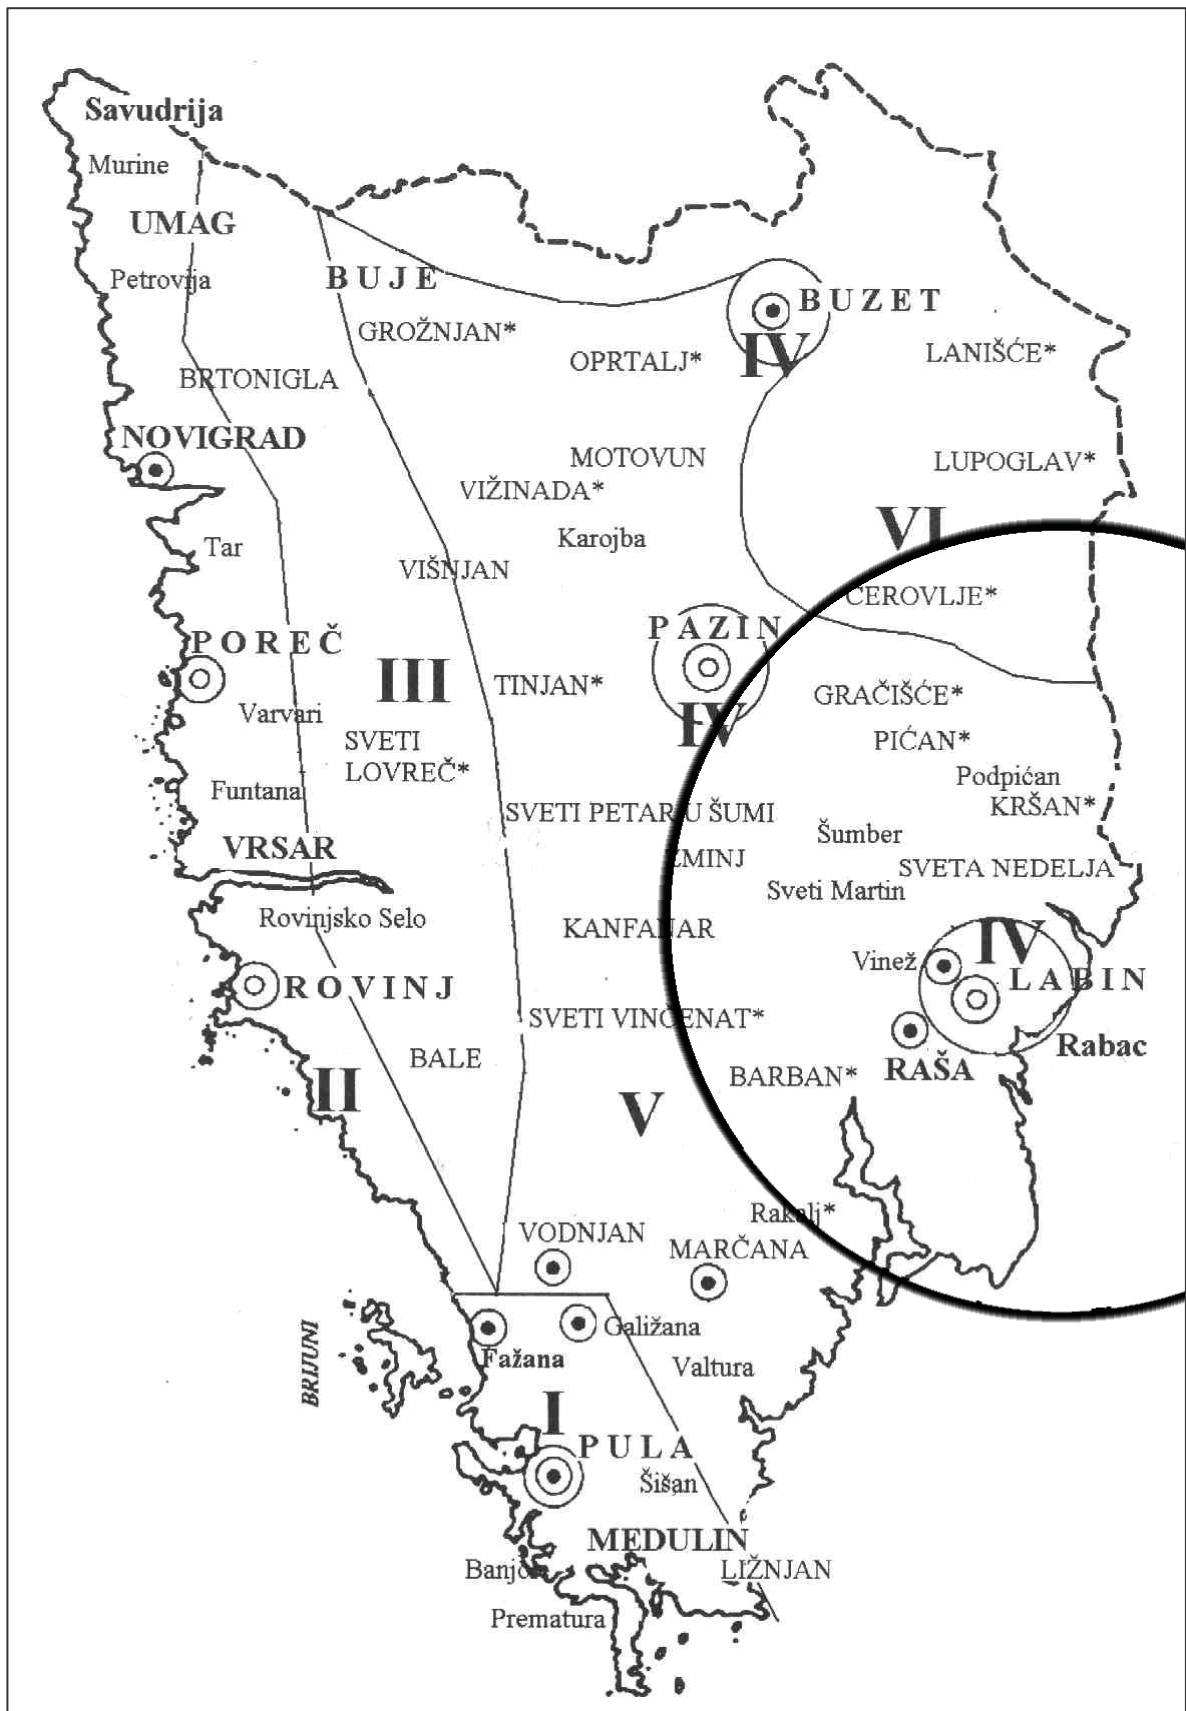 Savudrija
Murine
UMAG
Petrovija
BUJE
GROŽNJAN*
OPRTALJ*
BUZET
IV
LANIŠĆE*
BRTONIGLA
NOVIGRAD
MOTOVUN
VIŽINADA*
LUPOGLAV*
Karojba
VI
Tar
VIŠNJAN
CEROVLJE*
POREČ
PAZIN
III
TINJAN*
GRAČIŠĆE*
Varvari
IV
SVETI
LOVREČ*
PIĆAN*
Podpićan
Funtana
KRŠAN*
SVETI PETAR U ŠUMI
Šumber
VRSAR
ŽMINJ
SVETA NEDELJA
Sveti Martin
Rovinjsko Selo
KANFANAR
IV
Vinež
LABIN
ROVINJ
SVETI VINČENAT*
Rabac
BALE
RAŠA
BARBAN*
II
V
Rakalj*
VODNJAN
MARČANA
Galižana
Fažana
Valtura
BRIJUNI
I
PULA
Šišan
MEDULIN
LIŽNJAN
Prematura